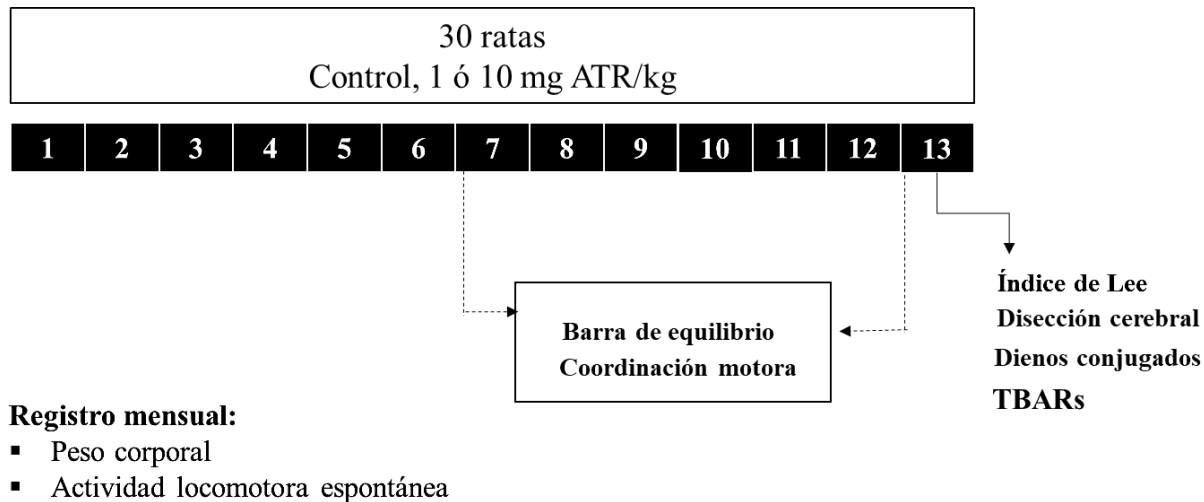 30 ratas
Control, 1 ó 10 mg ATR/kg
1 2 3 4 5 6 7 8 9 10 11 12 13
Barra de equilibrio
Coordinación motora
Índice de Lee
Disección cerebral
Dienos conjugados
TBARs
Registro mensual:
▪ Peso corporal
▪ Actividad locomotora espontánea